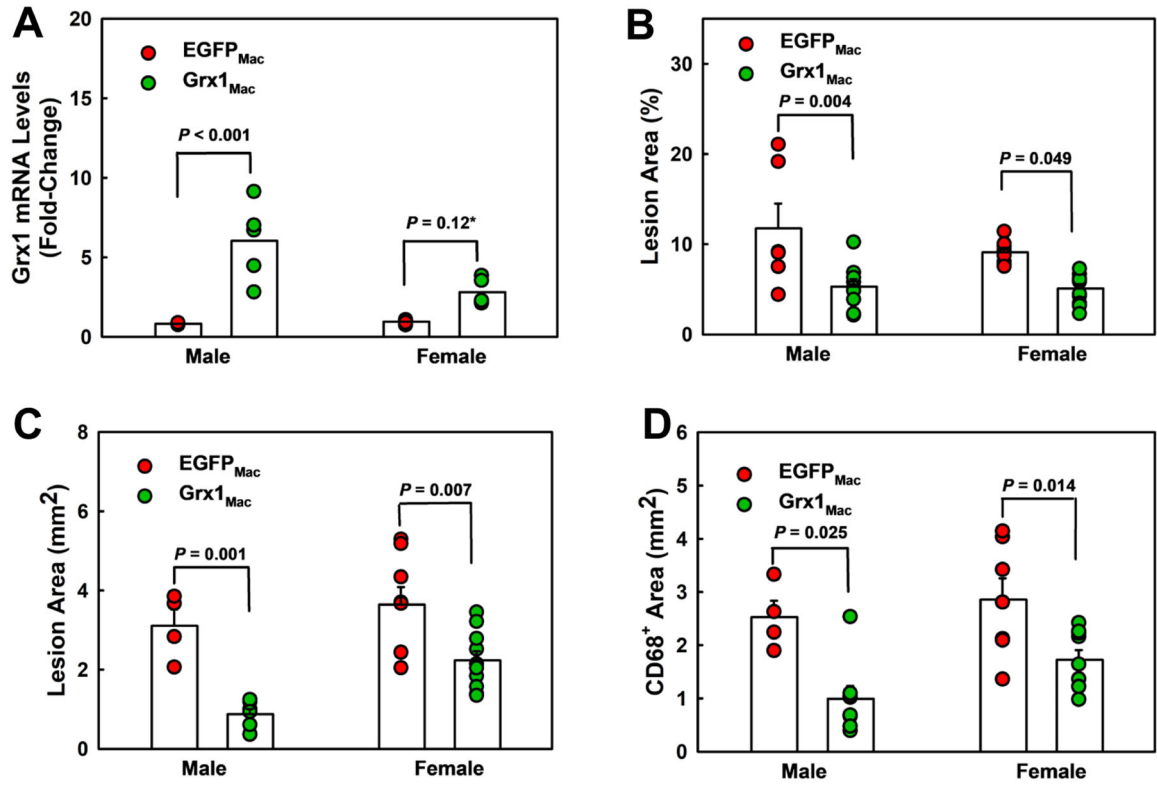 A
Grx1 mRNA Levels
(Fold-Change)
20
15
10
5
0
EGFPMac
Grx1Mac
P < 0.001
P = 0.12*
Male
Female
B
Lesion Area (%)
30
20
10
0
EGFPMac
Grx1Mac
P = 0.004
P = 0.049
Male
Female
C
Lesion Area (mm2)
8
6
4
2
0
EGFPMac
Grx1Mac
P = 0.001
P = 0.007
Male
Female
D
CD68+ Area (mm2)
6
5
4
3
2
1
0
EGFPMac
Grx1Mac
P = 0.025
P = 0.014
Male
Female